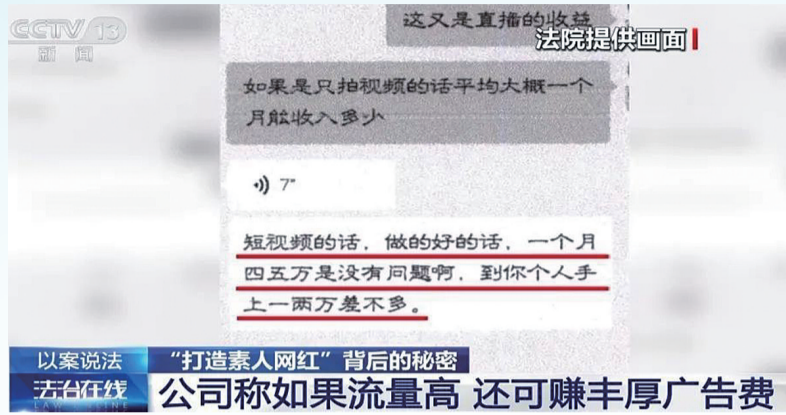 CCTV 13
新闻
这又是直播的收益
法院提供画面
如果是只拍视频的话平均大概一个
月能收入多少
7"
短视频的话,做的好的话,一个月
四五万是没有问题啊,到你个人手
上一两万差不多。
以案说法
“打造素人网红”背后的秘密
法治在线
公司称如果流量高 还可赚丰厚广告费